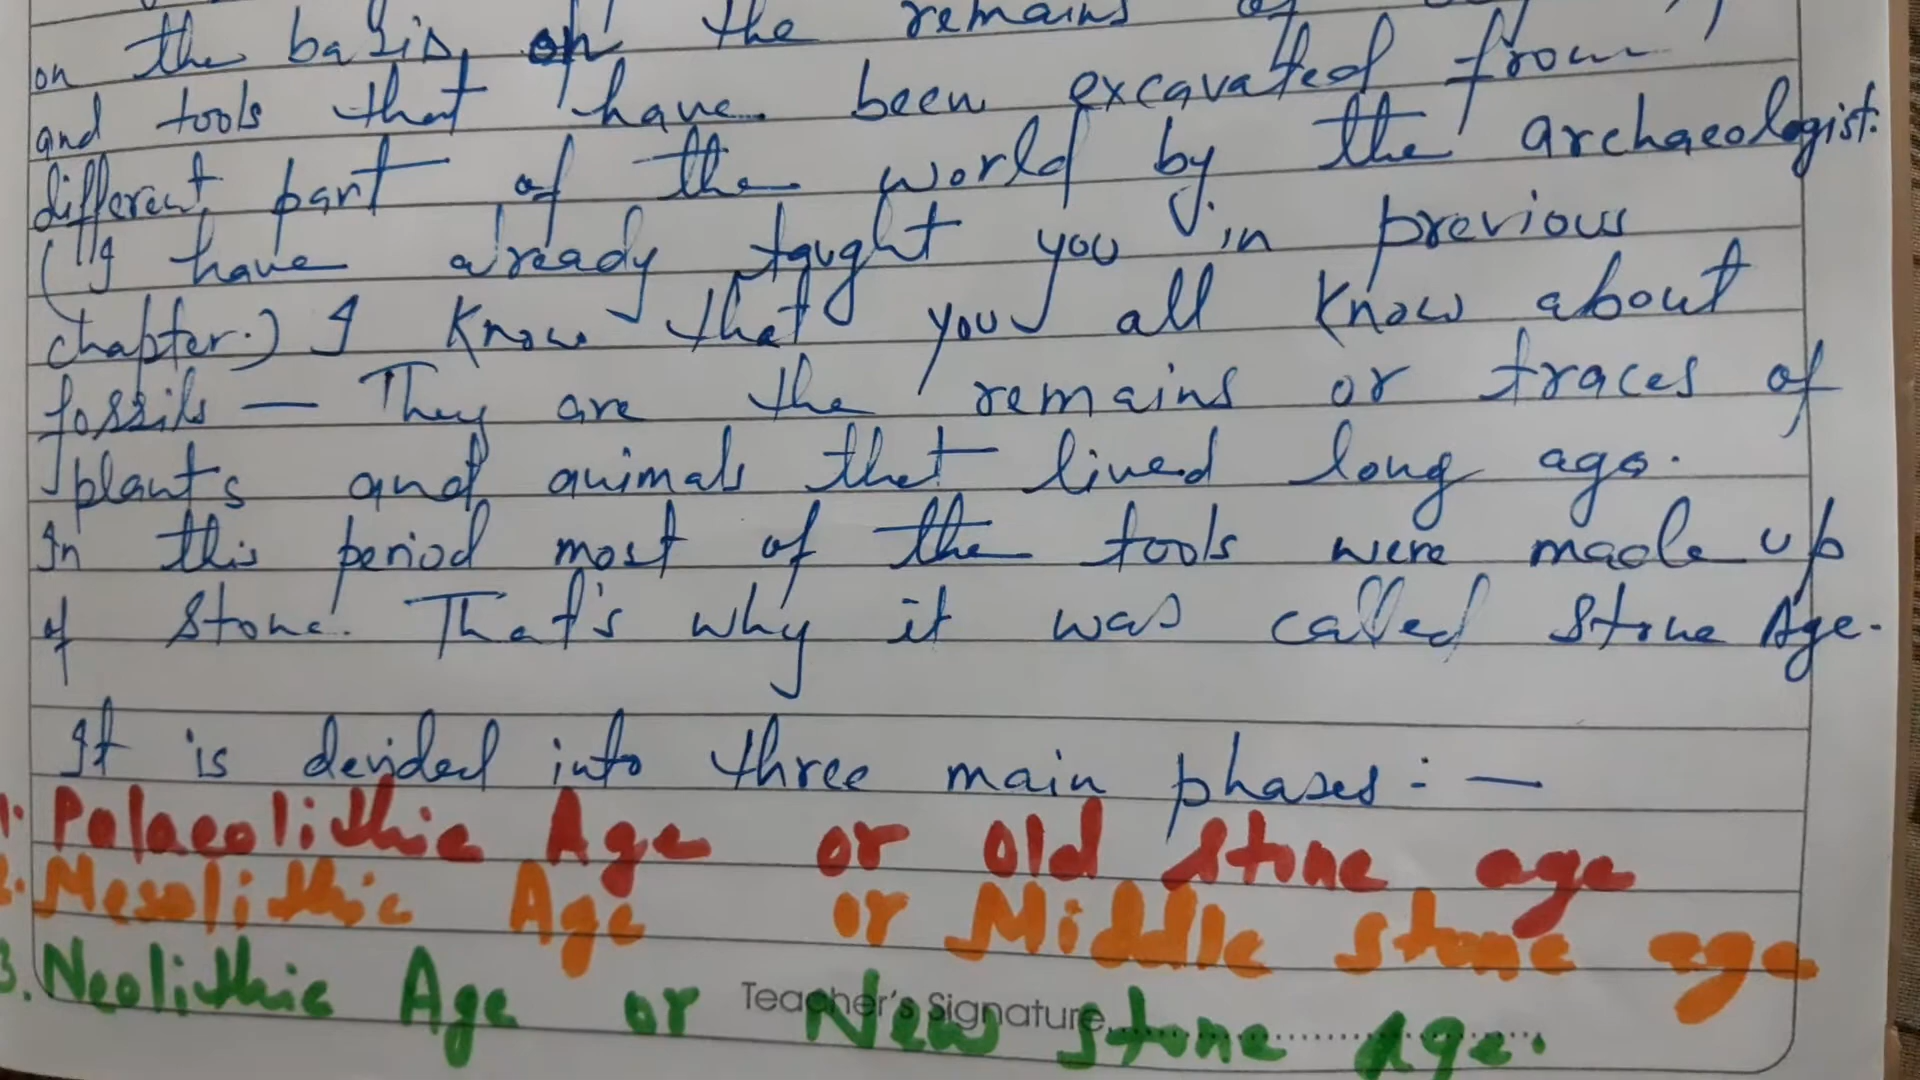 on the basis of the remains of
and tools that have been excavated from
different part of the world by the archaeologist.
(I have already taught you in previous
chapter.) I know that you all know about
fossils — They are the remains or traces of
plants and animals that lived long ago.
In this period most of the tools were made up
of Stone. That's why it was called Stone Age.
It is devided into three main phases : —
1. Palaeolithic Age or Old Stone age
2. Mesolithic Age or Middle stone age
3. Neolithic Age or New Stone Age.
Teacher's Signature